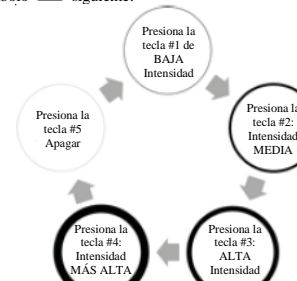 siguiente.
Presiona la
tecla #1 de
BAJA
Intensidad
Presiona la
tecla #2:
Intensidad
MEDIA
Presiona la
tecla #3:
ALTA
Intensidad
Presiona la
tecla #4:
Intensidad
MÁS ALTA
Presiona la
tecla #5
Apagar